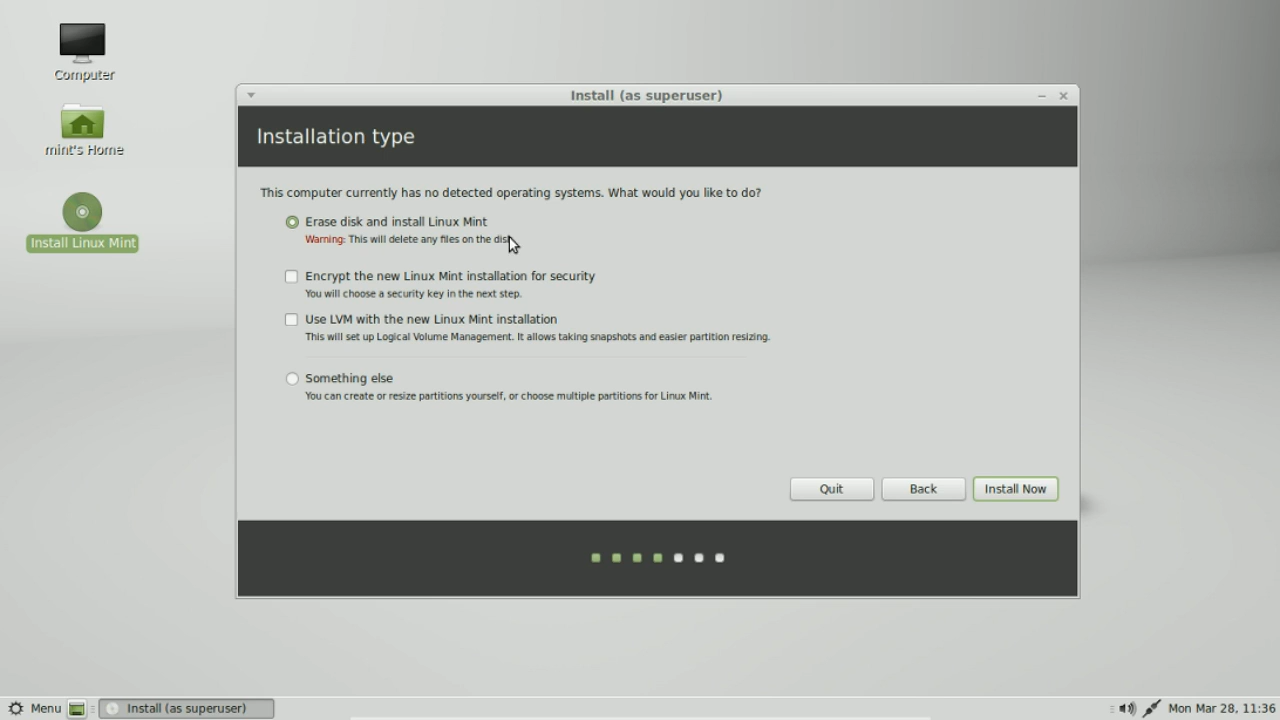 Computer
mint's Home
Install Linux Mint
Install (as superuser)
Installation type
This computer currently has no detected operating systems. What would you like to do?
Erase disk and install Linux Mint
Warning: This will delete any files on the disk.
Encrypt the new Linux Mint installation for security
You will choose a security key in the next step.
Use LVM with the new Linux Mint installation
This will set up Logical Volume Management. It allows taking snapshots and easier partition resizing.
Something else
You can create or resize partitions yourself, or choose multiple partitions for Linux Mint.
Quit
Back
Install Now
Menu
Install (as superuser)
Mon Mar 28, 11:36